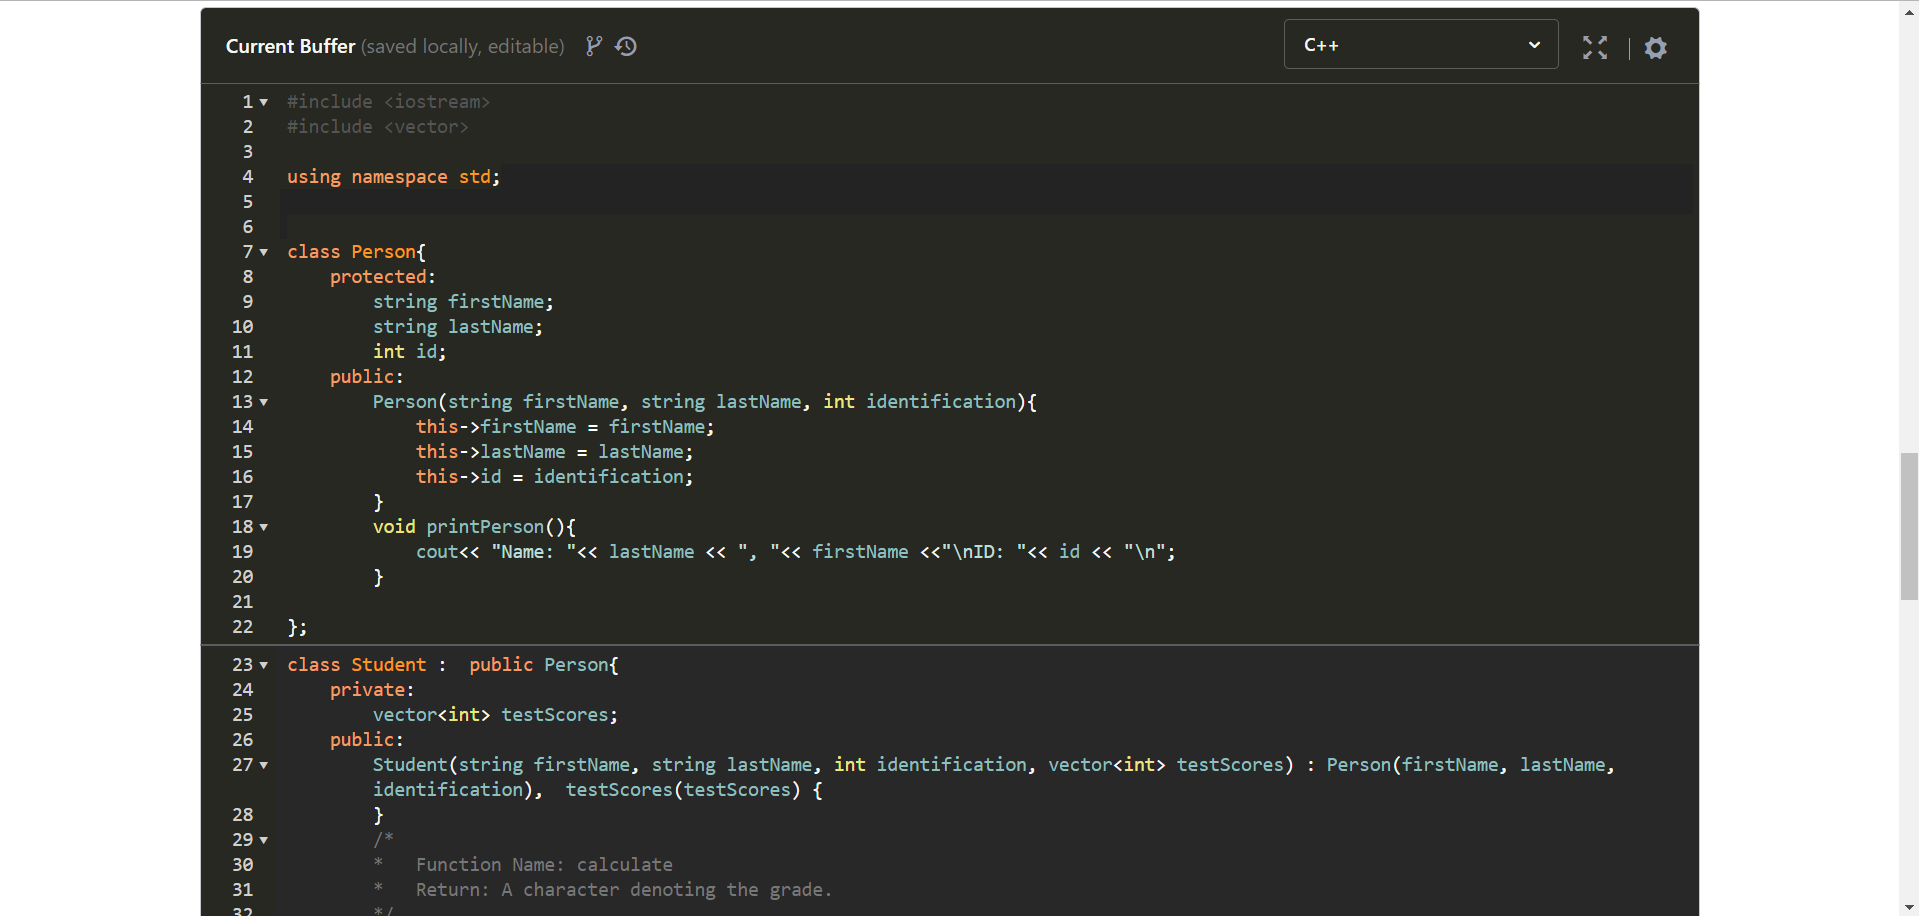 Current Buffer (saved locally, editable)
C++
1 #include <iostream>
2 #include <vector>
3
4 using namespace std;
5
6
7 class Person{
8 protected:
9 string firstName;
10 string lastName;
11 int id;
12 public:
13 Person(string firstName, string lastName, int identification){
14 this->firstName = firstName;
15 this->lastName = lastName;
16 this->id = identification;
17 }
18 void printPerson(){
19 cout<< "Name: "<< lastName << ", "<< firstName <<"\nID: "<< id << "\n";
20 }
21
22 };
23 class Student :  public Person{
24 private:
25 vector<int> testScores;
26 public:
27 Student(string firstName, string lastName, int identification, vector<int> testScores) : Person(firstName, lastName,
identification),  testScores(testScores) {
28 }
29 /*
30 *   Function Name: calculate
31 *   Return: A character denoting the grade.
32 */